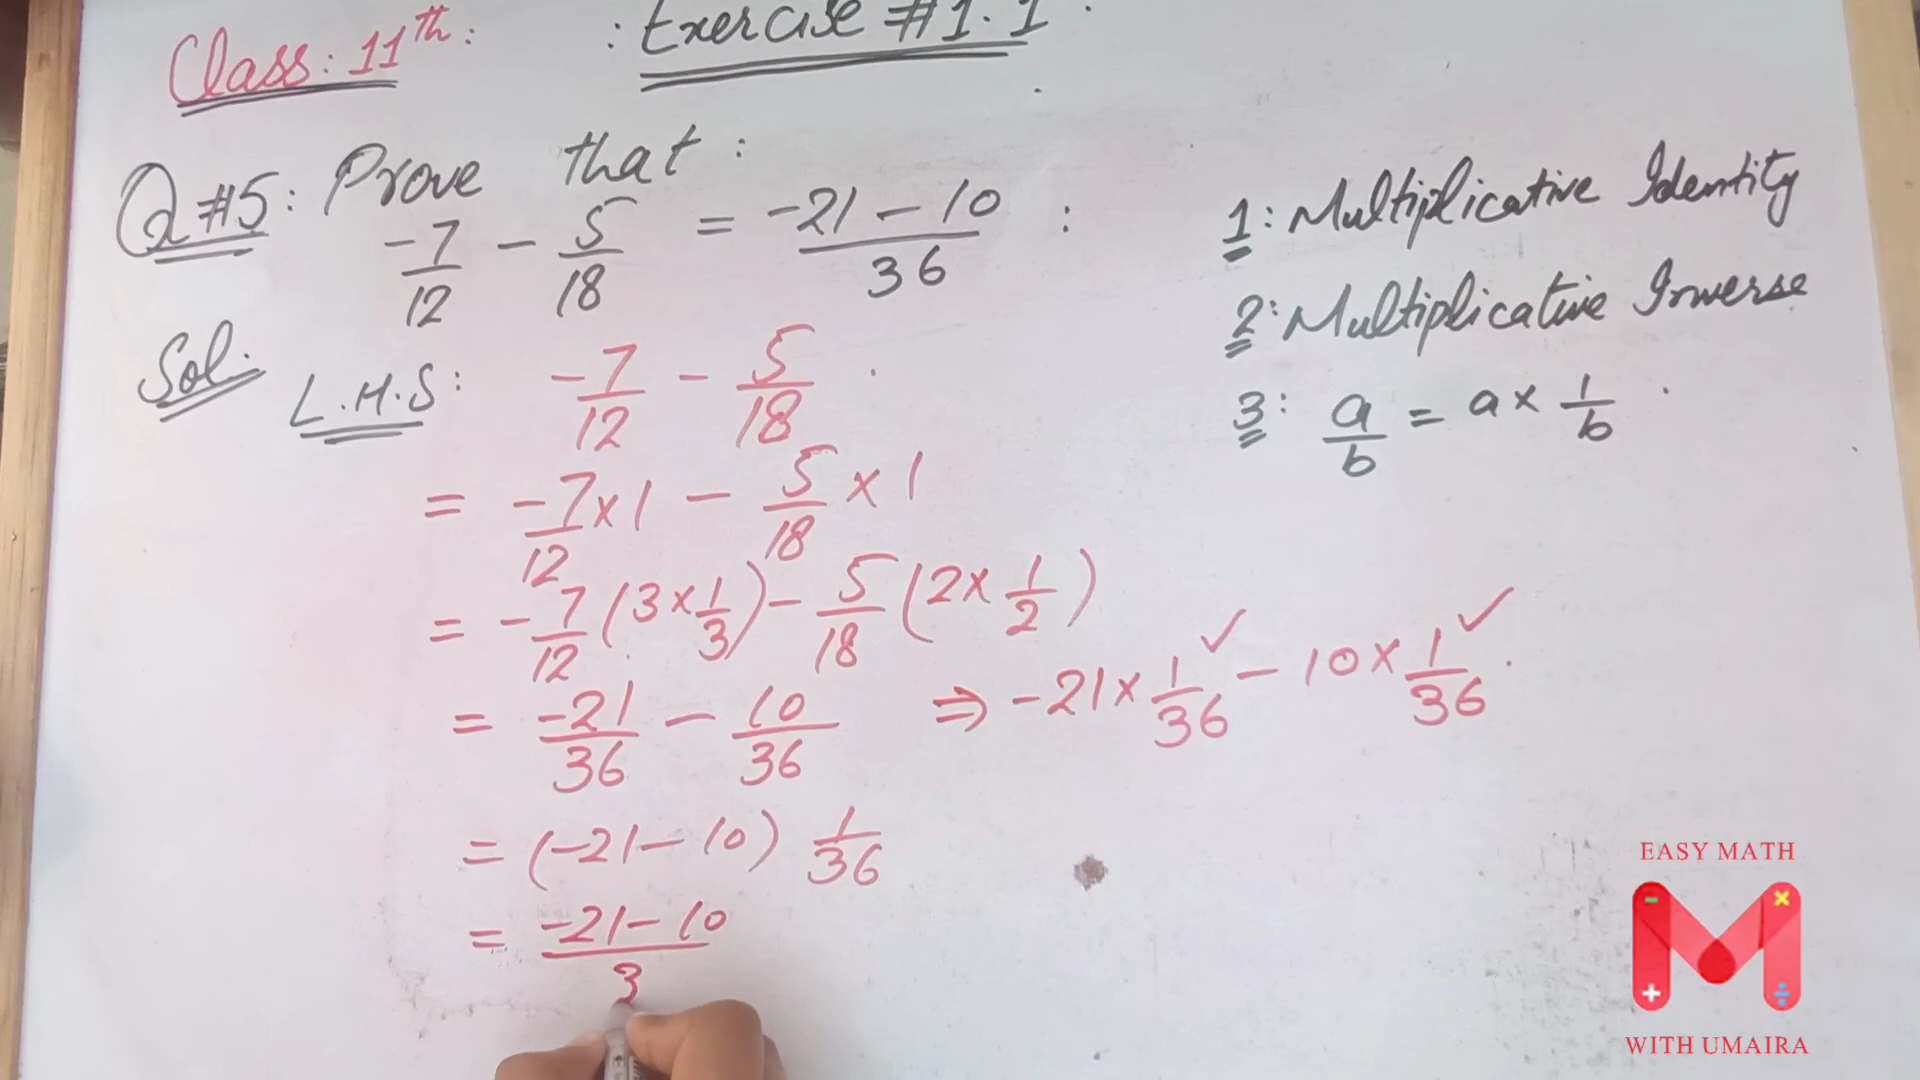 Class: 11th:
: Exercise #1.1 :
Q#5: Prove that :
-7/12 - 5/18 = -21 - 10/36 :
Sol:
L.H.S: -7/12 - 5/18 .
= -7/12 × 1 - 5/18 × 1
= -7/12 (3 × 1/3) - 5/18 (2 × 1/2)
= -21/36 - 10/36 ⇒ -21 × 1/36 ✓ - 10 × 1/36 ✓ .
= (-21 - 10) 1/36
= -21 - 10/3
1: Multiplicative Identity
2: Multiplicative Inverse
3: a/b = a × 1/b .
EASY MATH
M
WITH UMAIRA